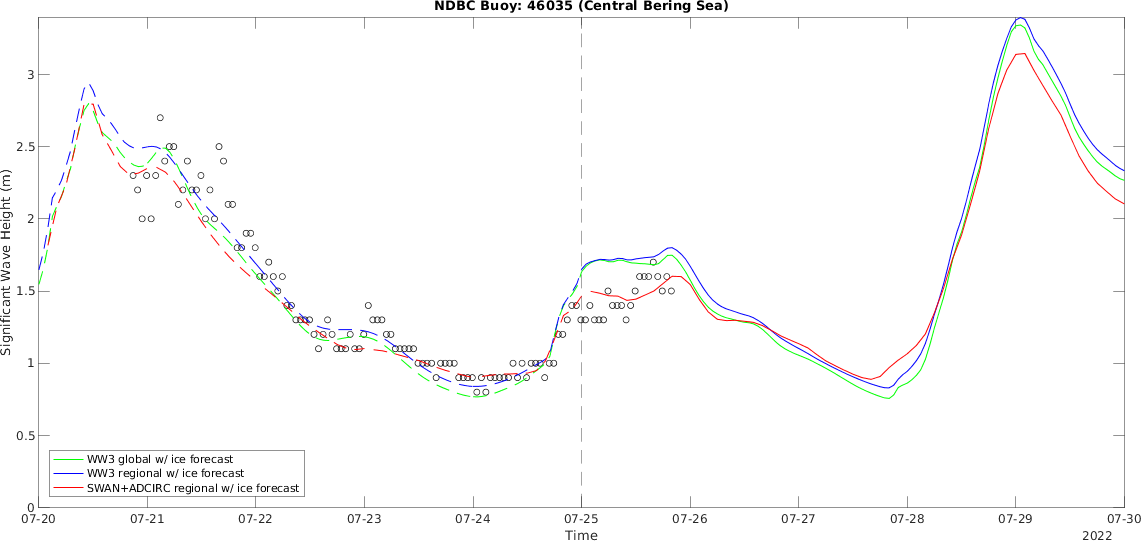 NDBC Buoy: 46035 (Central Bering Sea)
Significant Wave Height (m)
3
2.5
2
1.5
1
0.5
0
WW3 global w/ ice forecast
WW3 regional w/ ice forecast
SWAN+ADCIRC regional w/ ice forecast
07-20 07-21 07-22 07-23 07-24 07-25 07-26 07-27 07-28 07-29 07-30
Time
2022